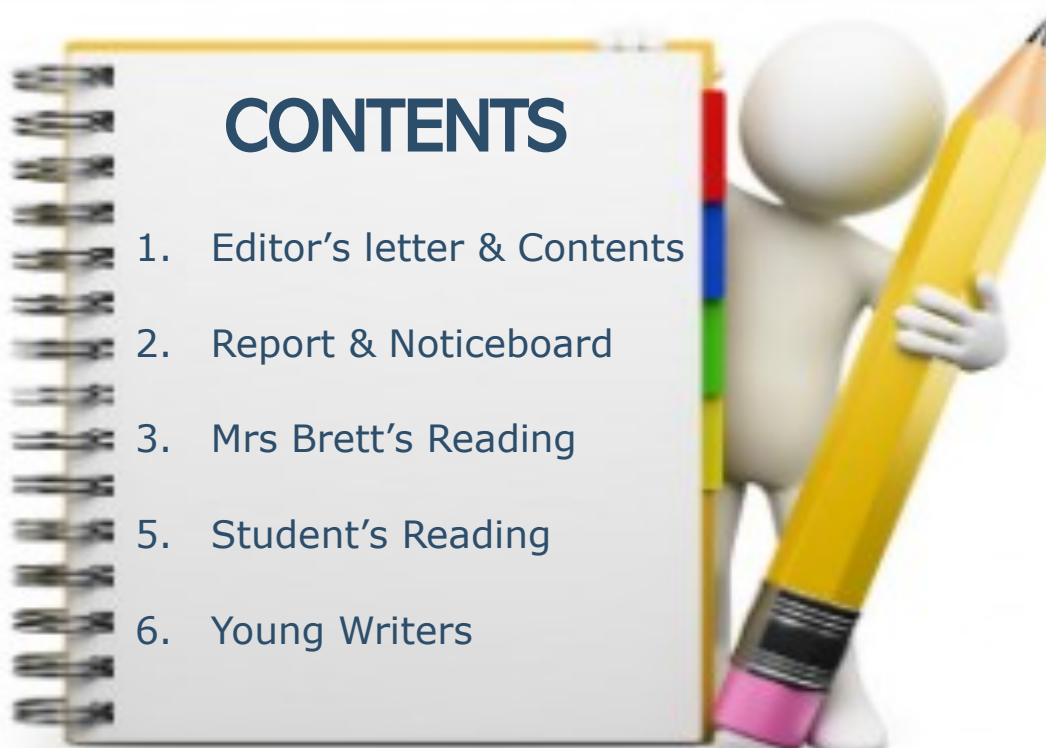 CONTENTS
1. Editor’s letter & Contents
2. Report & Noticeboard
3. Mrs Brett’s Reading
5. Student’s Reading
6. Young Writers